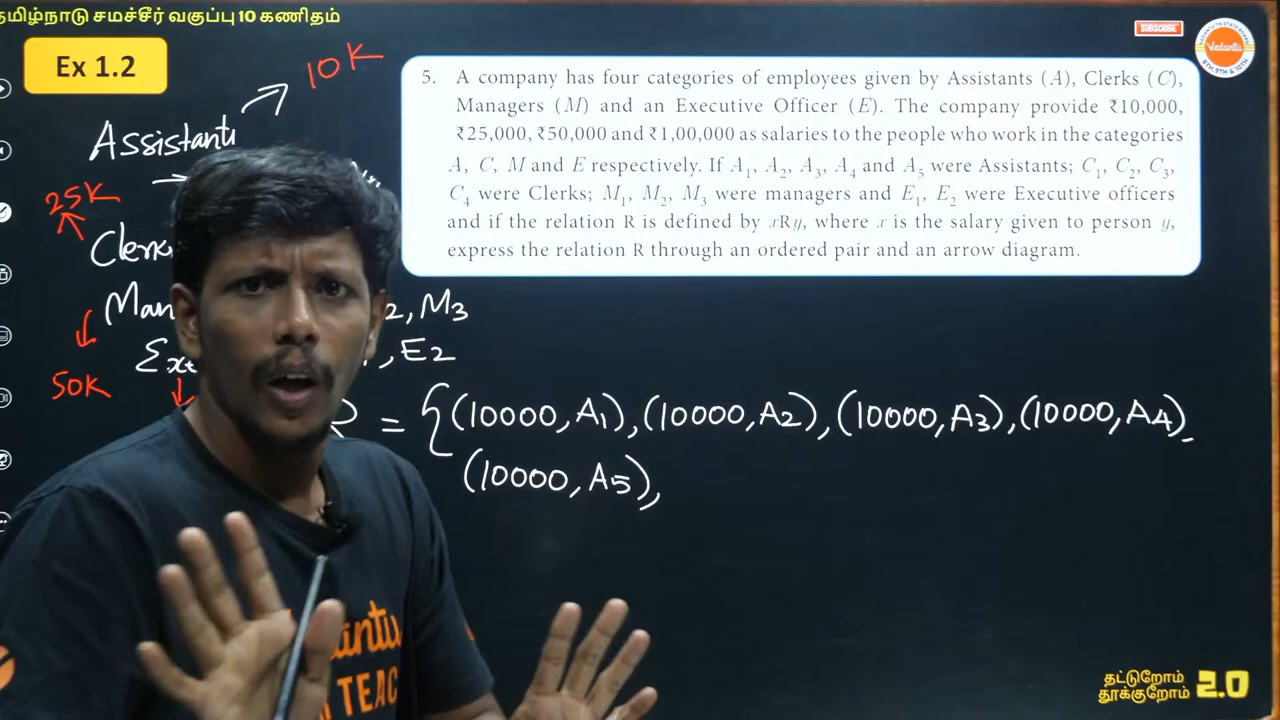 தமிழ்நாடு சமச்சீர் வகுப்பு 10 கணிதம்
SUBSCRIBE
Vedantu
8TH, 9TH & 10TH
Ex 1.2
10K
5. A company has four categories of employees given by Assistants (A), Clerks (C),
Managers (M) and an Executive Officer (E). The company provide ₹10,000,
₹25,000, ₹50,000 and ₹1,00,000 as salaries to the people who work in the categories
A, C, M and E respectively. If A₁, A₂, A₃, A₄ and A₅ were Assistants; C₁, C₂, C₃,
C₄ were Clerks; M₁, M₂, M₃ were managers and E₁, E₂ were Executive officers
and if the relation R is defined by xRy, where x is the salary given to person y,
express the relation R through an ordered pair and an arrow diagram.
Assistants
25K
M3
, E2
50K
= {(10000, A1), (10000, A2), (10000, A3), (10000, A4),
(10000, A5),
தட்டுறோம்
தூக்குறோம் 2.0